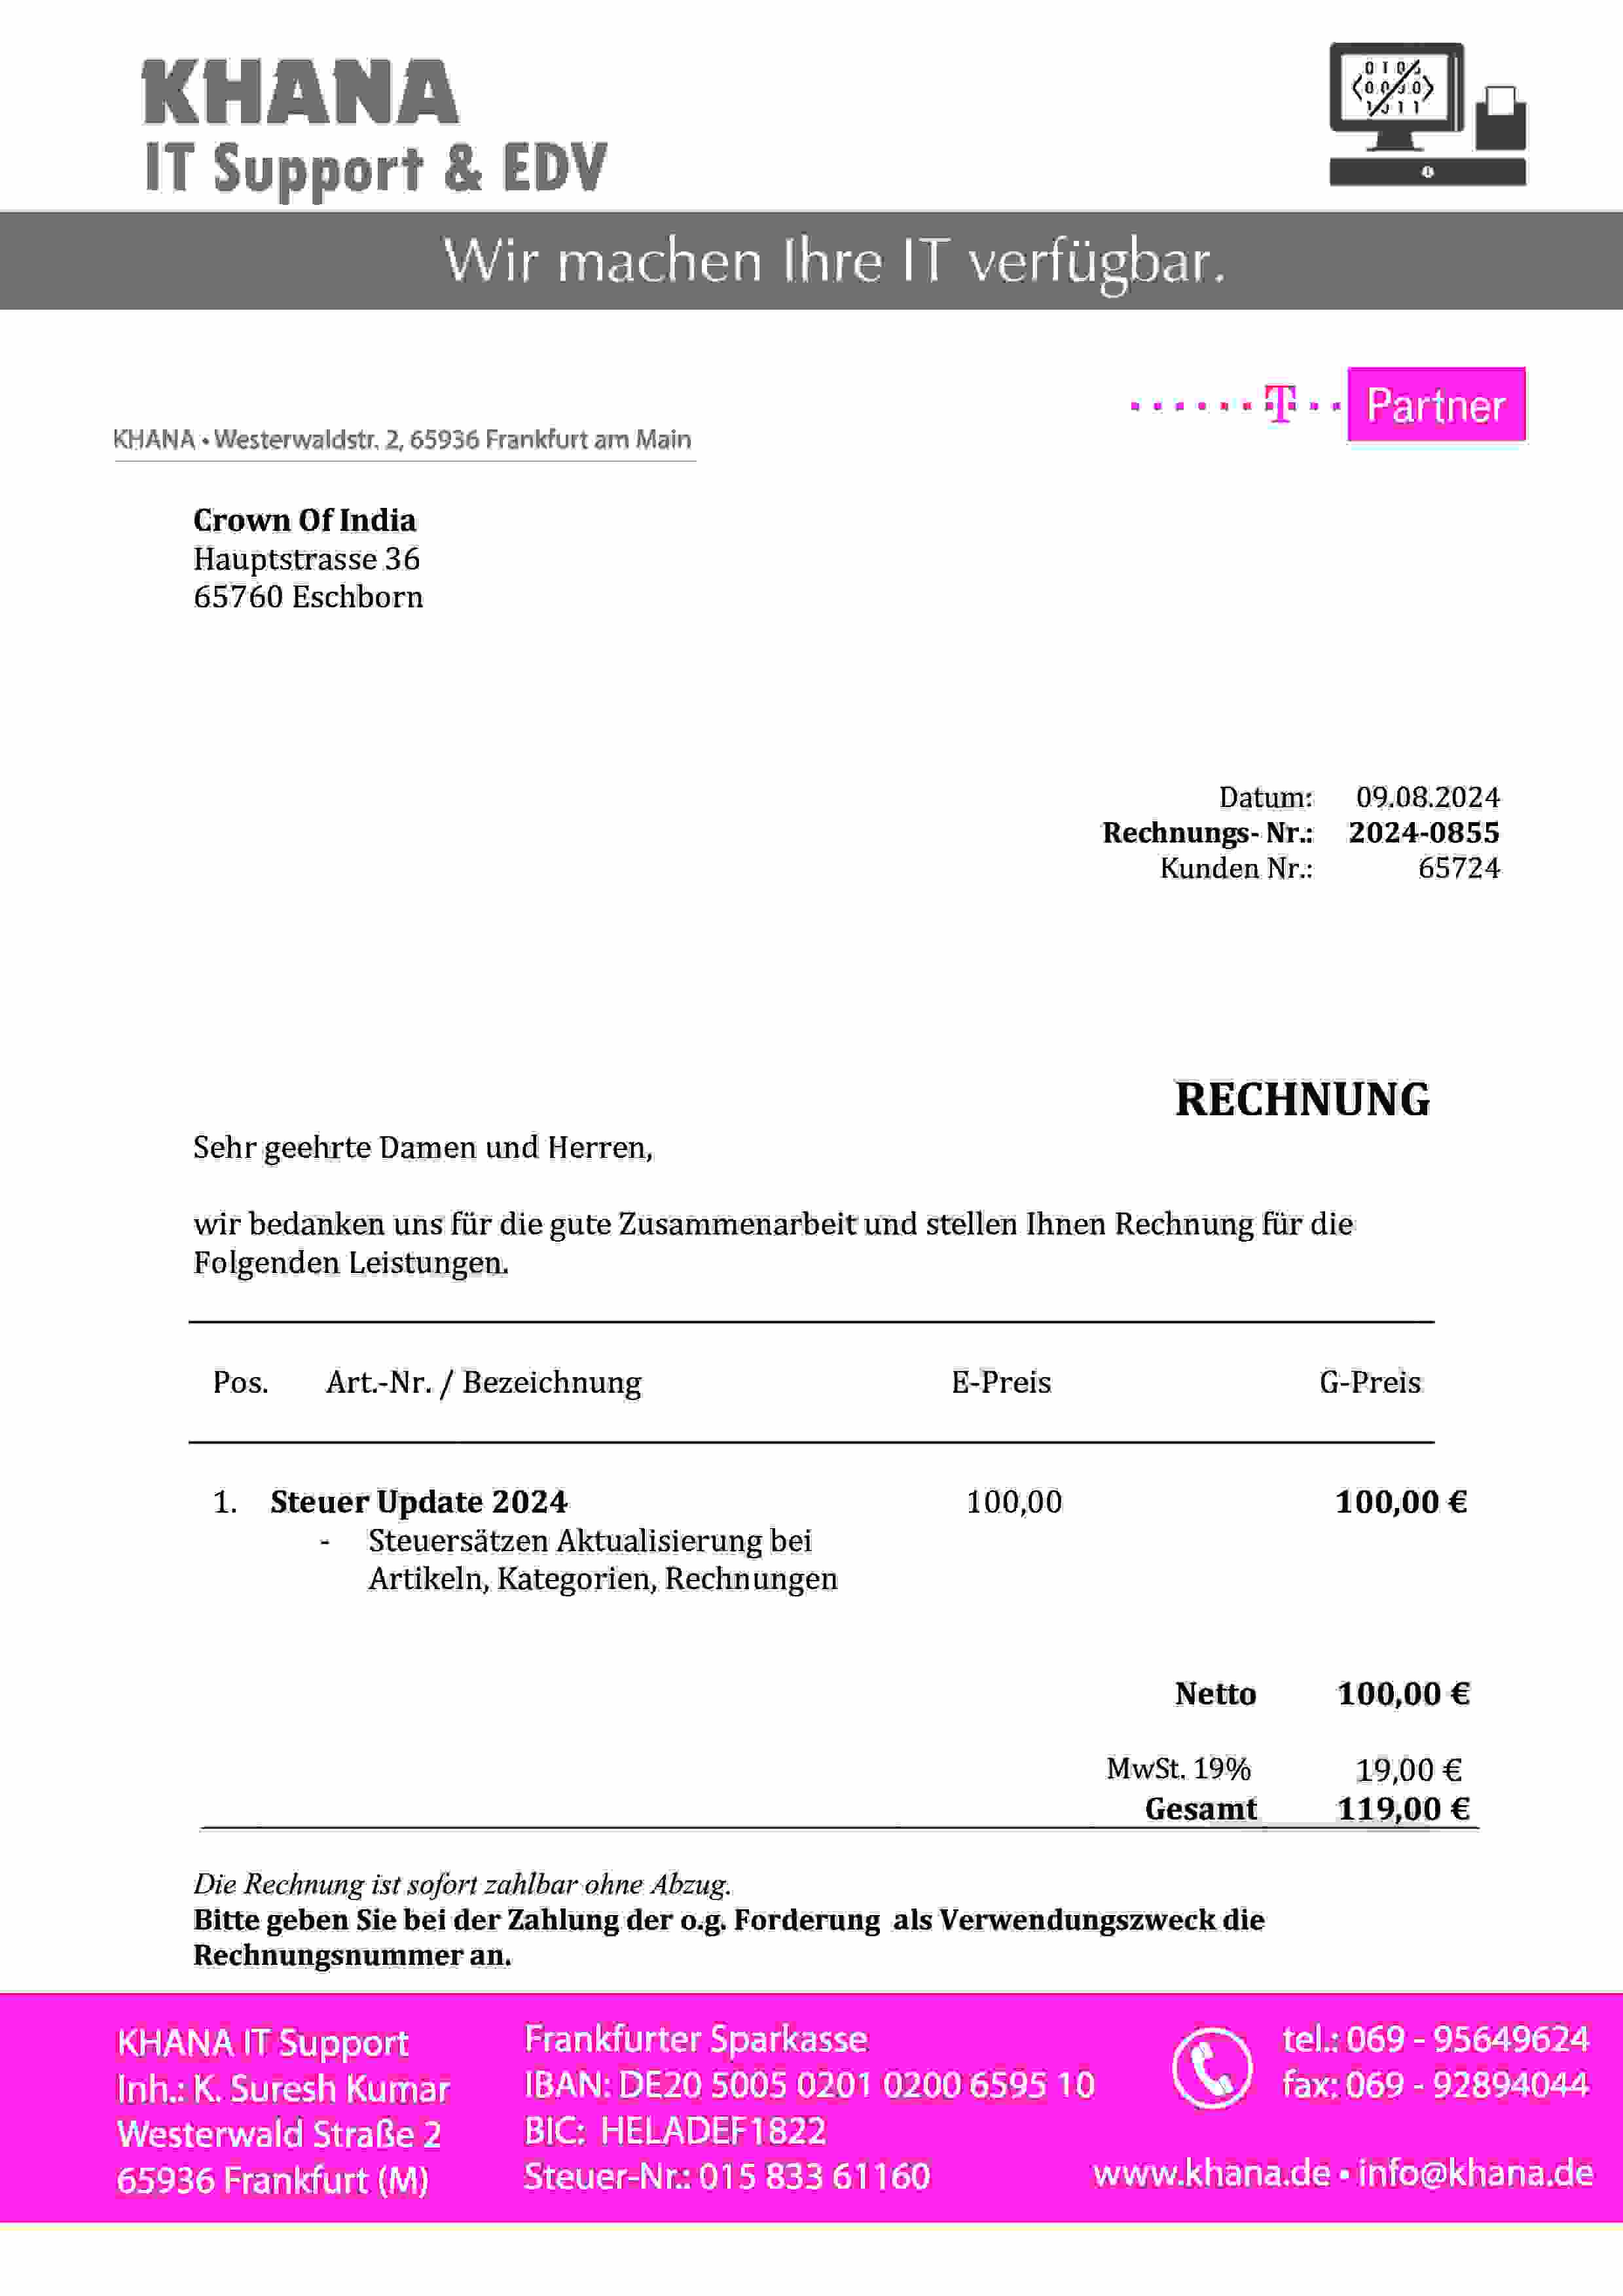 KHANA
IT Support & EDV
Wir machen Ihre IT verfügbar.
T Partner
KHANA • Westerwaldstr. 2, 65936 Frankfurt am Main
Crown Of India
Hauptstrasse 36
65760 Eschborn
Datum: 09.08.2024
Rechnungs- Nr.: 2024-0855
Kunden Nr.: 65724
RECHNUNG
Sehr geehrte Damen und Herren,
wir bedanken uns für die gute Zusammenarbeit und stellen Ihnen Rechnung für die
Folgenden Leistungen.
Pos. Art.-Nr. / Bezeichnung E-Preis G-Preis
1. Steuer Update 2024 100,00 100,00 €
- Steuersätzen Aktualisierung bei
Artikeln, Kategorien, Rechnungen
Netto 100,00 €
MwSt. 19% 19,00 €
Gesamt 119,00 €
Die Rechnung ist sofort zahlbar ohne Abzug.
Bitte geben Sie bei der Zahlung der o.g. Forderung als Verwendungszweck die
Rechnungsnummer an.
KHANA IT Support
Inh.: K. Suresh Kumar
Westerwald Straße 2
65936 Frankfurt (M)
Frankfurter Sparkasse
IBAN: DE20 5005 0201 0200 6595 10
BIC: HELADEF1822
Steuer-Nr.: 015 833 61160
tel.: 069 - 95649624
fax: 069 - 92894044
www.khana.de • info@khana.de